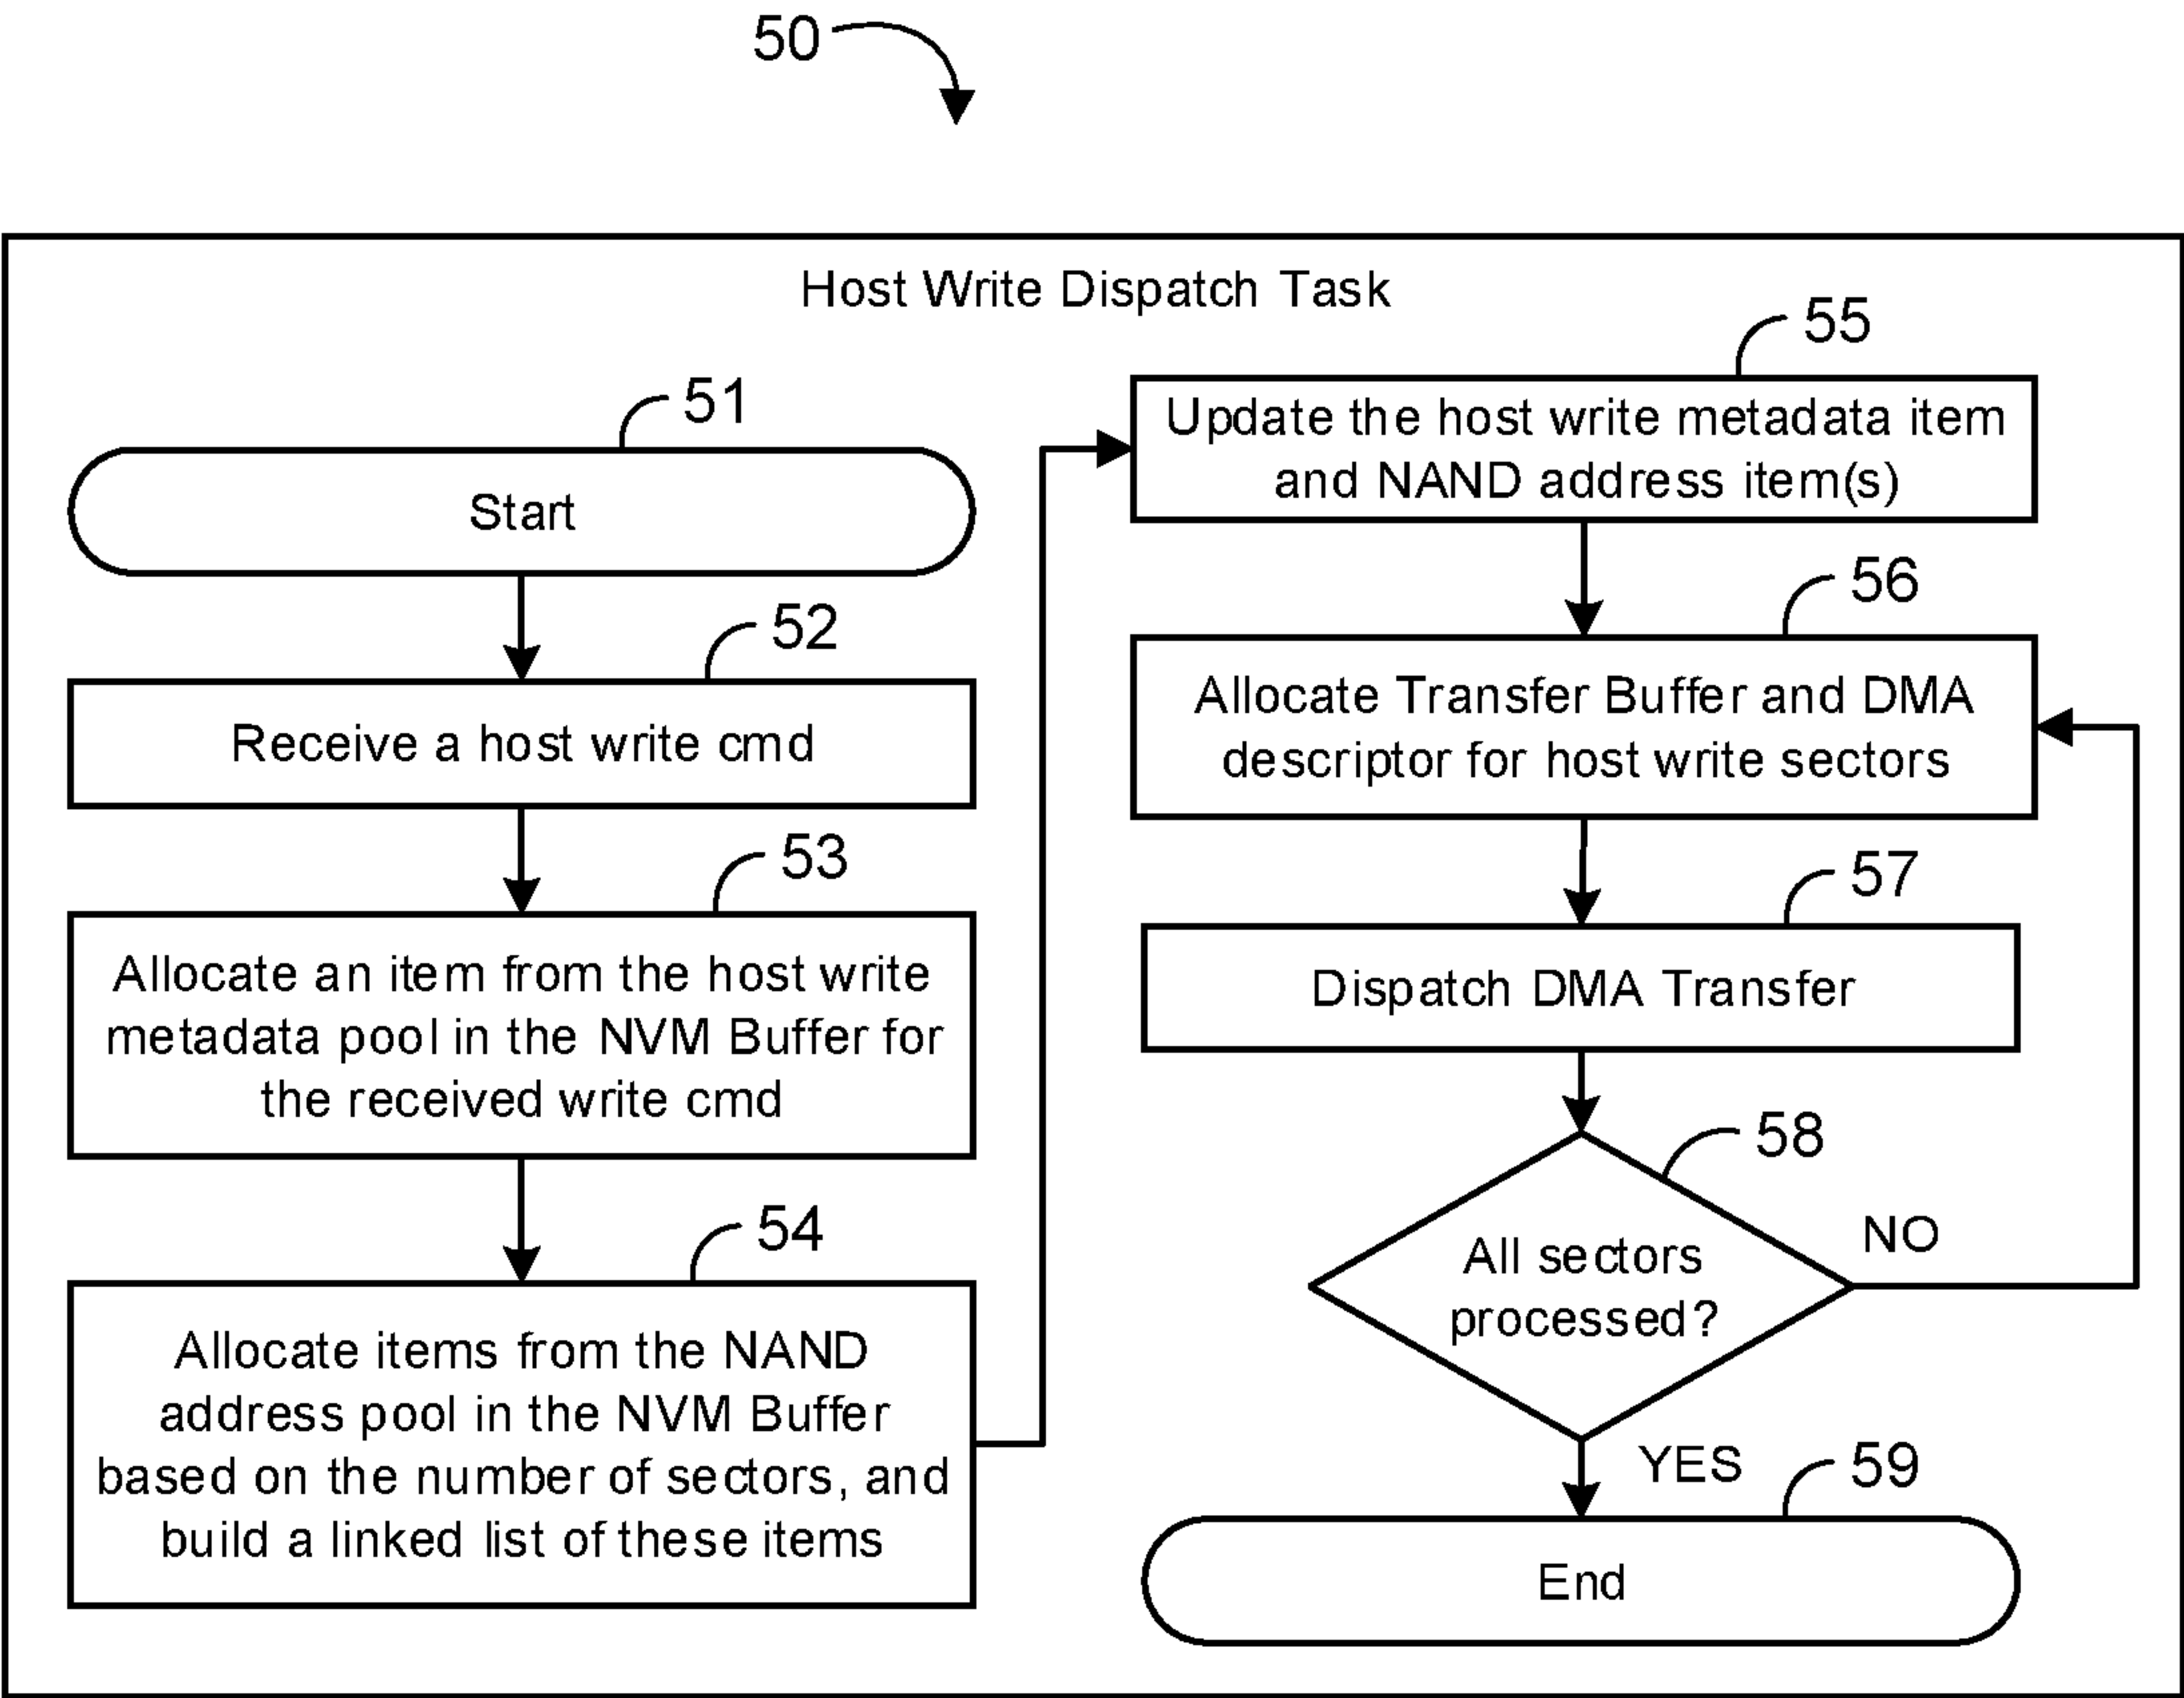 50
Host Write Dispatch Task
51
Start
52
Receive a host write cmd
53
Allocate an item from the host write
metadata pool in the NVM Buffer for
the received write cmd
54
Allocate items from the NAND
address pool in the NVM Buffer
based on the number of sectors, and
build a linked list of these items
55
Update the host write metadata item
and NAND address item(s)
56
Allocate Transfer Buffer and DMA
descriptor for host write sectors
57
Dispatch DMA Transfer
58
All sectors
processed?
NO
YES
59
End